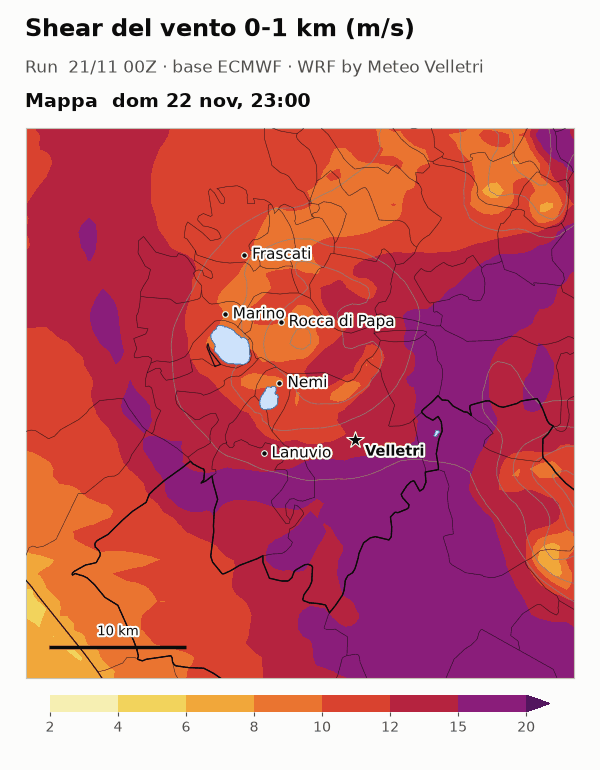 Shear del vento 0-1 km (m/s)
Run  21/11 00Z · base ECMWF · WRF by Meteo Velletri
Mappa  dom 22 nov, 23:00
Frascati
Marino
Rocca di Papa
Nemi
Lanuvio
Velletri
10 km
2 4 6 8 10 12 15 20